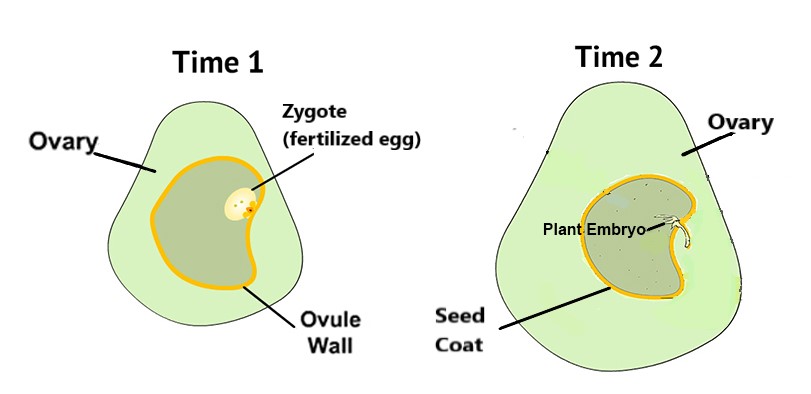 Time 1
Zygote
(fertilized egg)
Ovary
Ovule
Wall
Time 2
Ovary
Plant Embryo
Seed
Coat